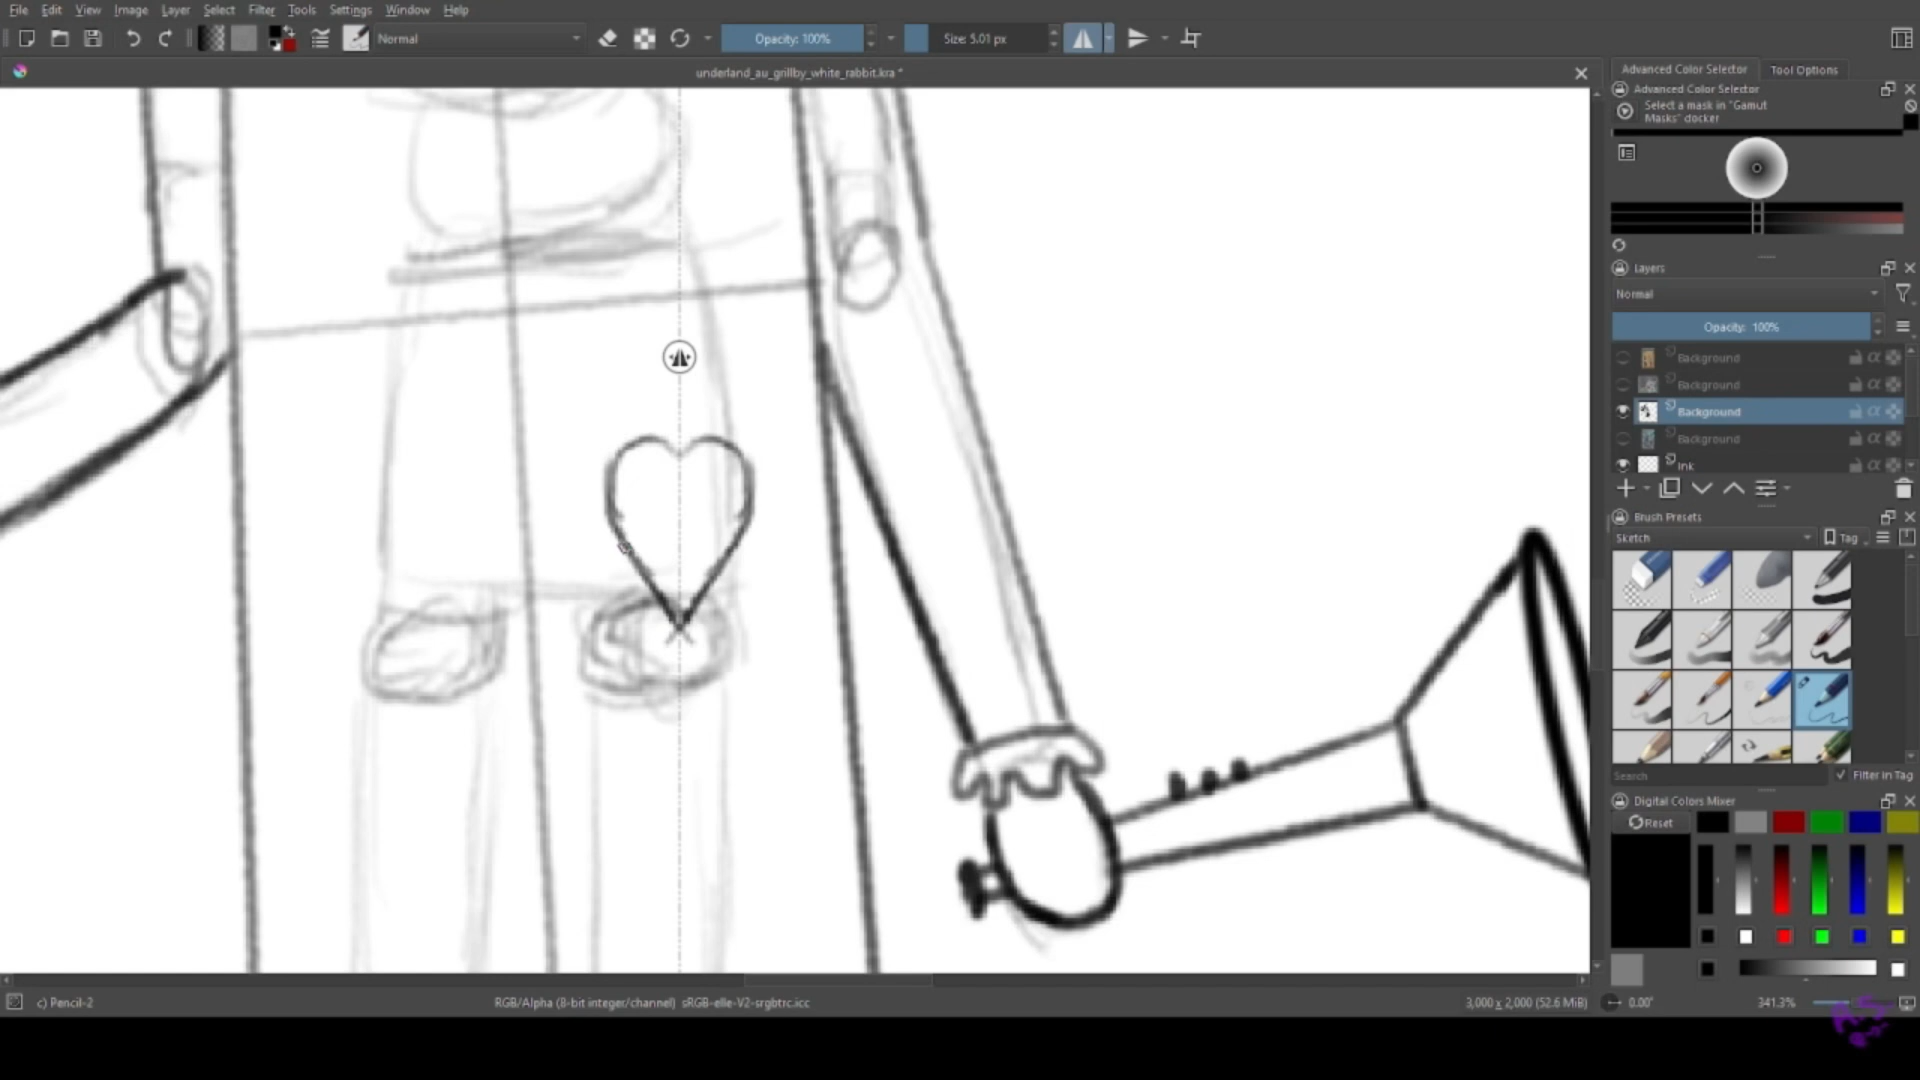 File Edit View Image Layer Select Filter Tools Settings Window Help
Normal Opacity: 100% Size: 5.01 px
underland_au_grillby_white_rabbit.kra *
Advanced Color Selector Tool Options
Advanced Color Selector
Select a mask in "Gamut
Masks" docker
Layers
Normal
Opacity: 100%
Background
Background
Background
Background
Ink
Brush Presets
Sketch Tag
Search Filter in Tag
Digital Colors Mixer
Reset
c) Pencil-2 RGB/Alpha (8-bit integer/channel) sRGB-elle-V2-srgbtrc.icc 3,000 x 2,000 (52.6 MiB) 0.00° 341.3%